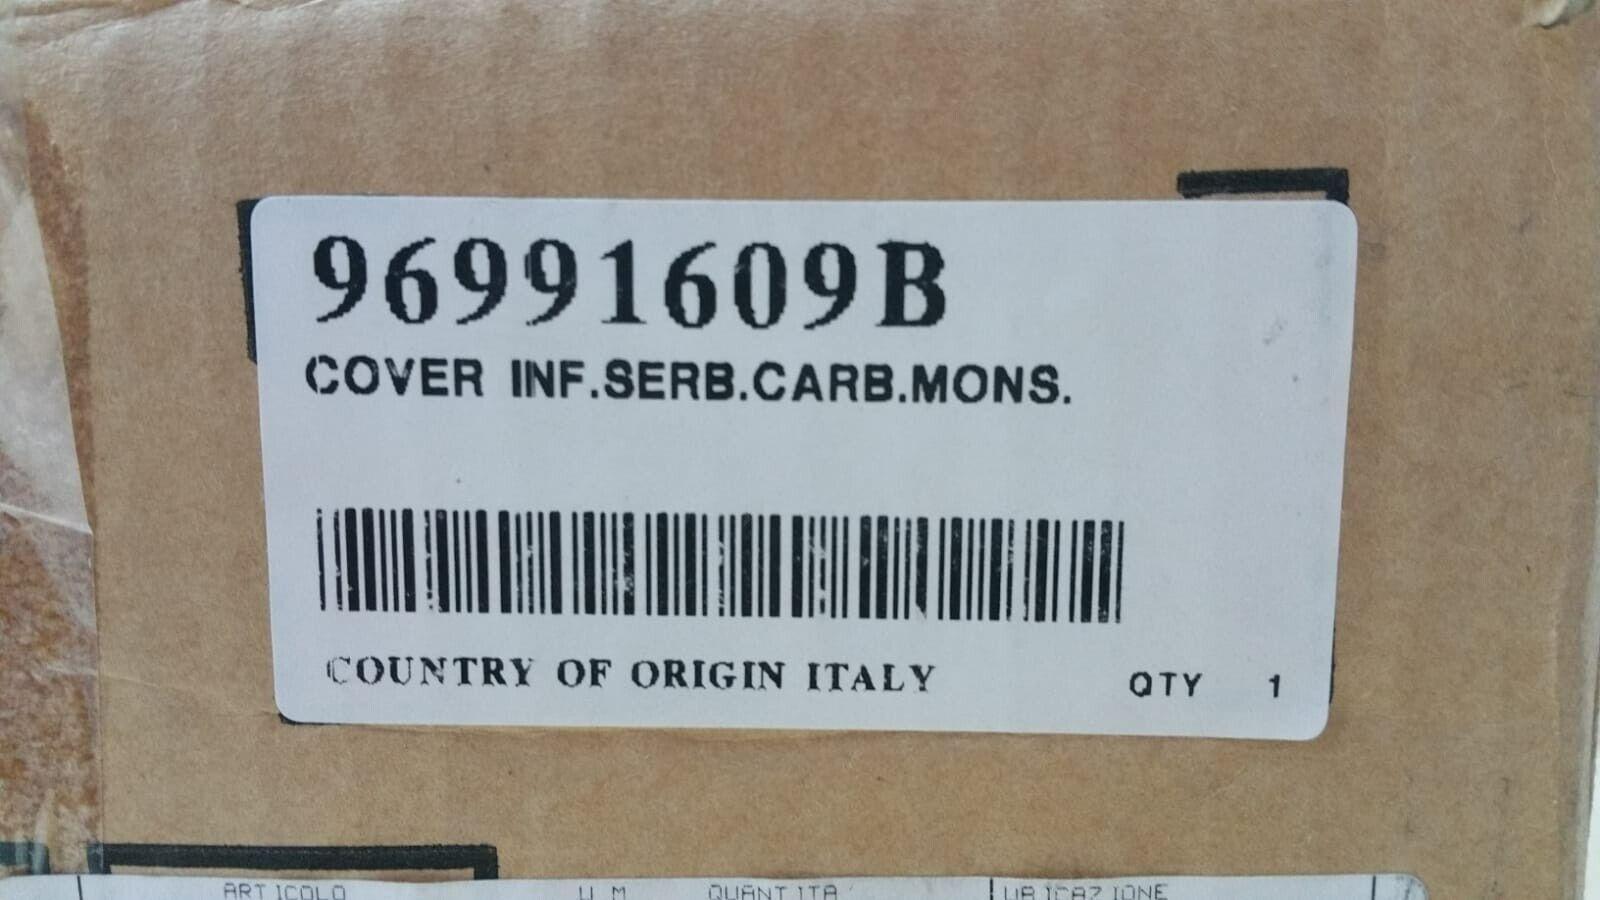 96991609B
COVER INF.SERB.CARB.MONS.
COUNTRY OF ORIGIN ITALY
QTY 1
ARTICOLO U M QUANTITA UBICAZIONE